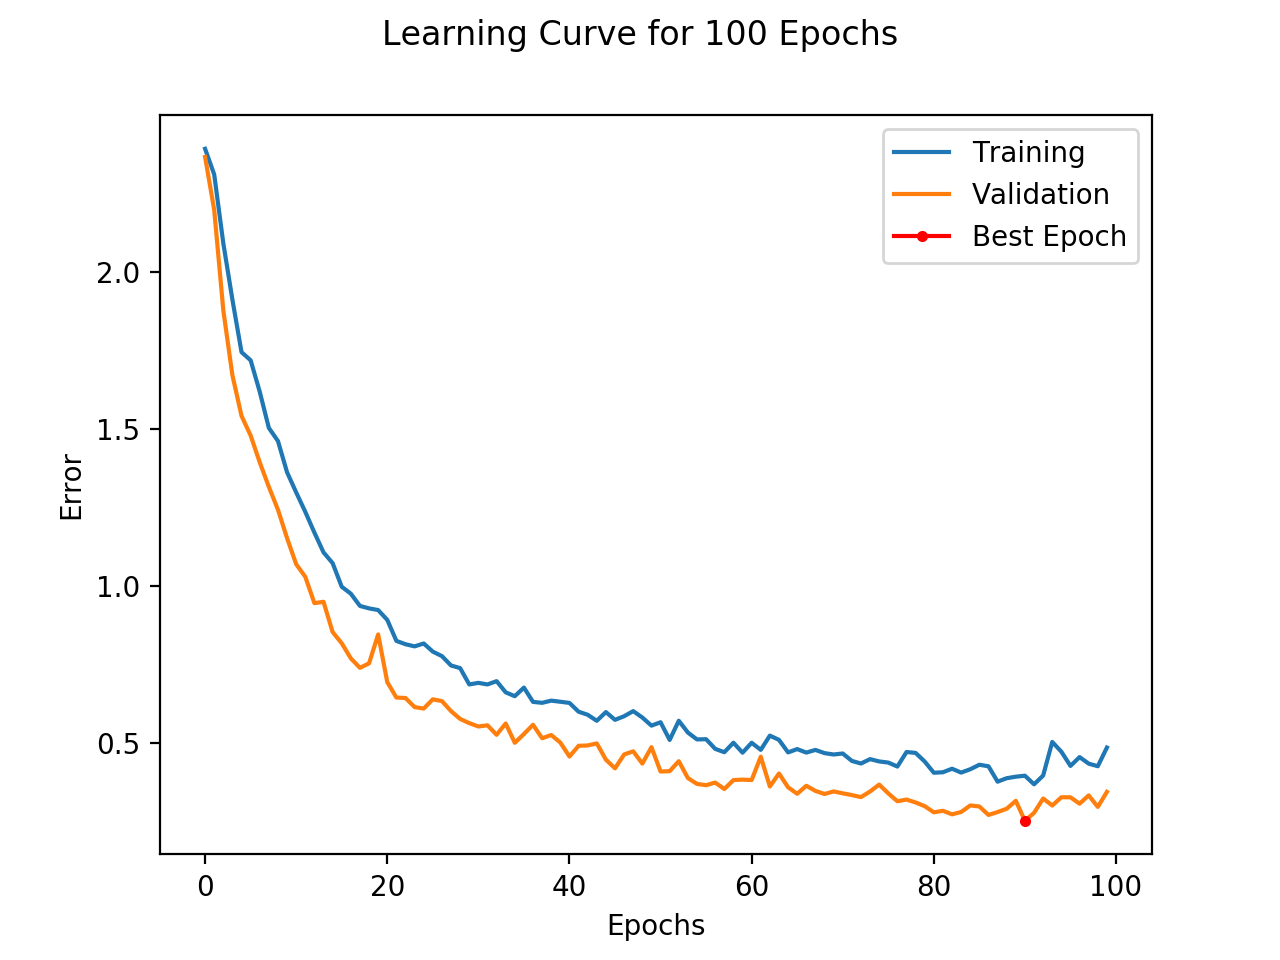 Learning Curve for 100 Epochs
Training
Validation
Best Epoch
2.0
1.5
1.0
0.5
Error
0 20 40 60 80 100
Epochs